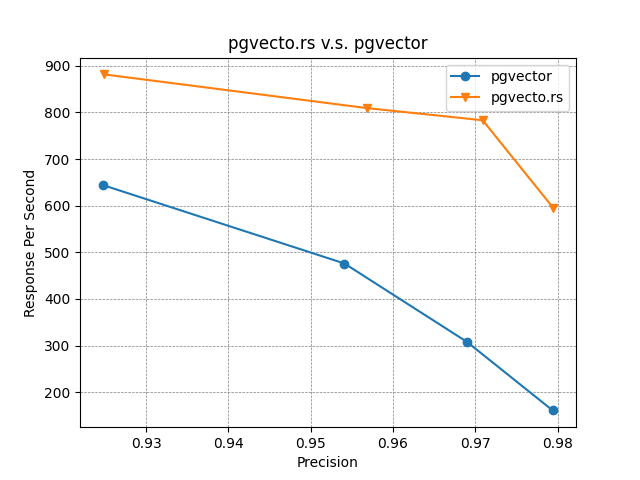 pgvecto.rs v.s. pgvector
pgvector
pgvecto.rs
Response Per Second
900
800
700
600
500
400
300
200
0.93 0.94 0.95 0.96 0.97 0.98
Precision